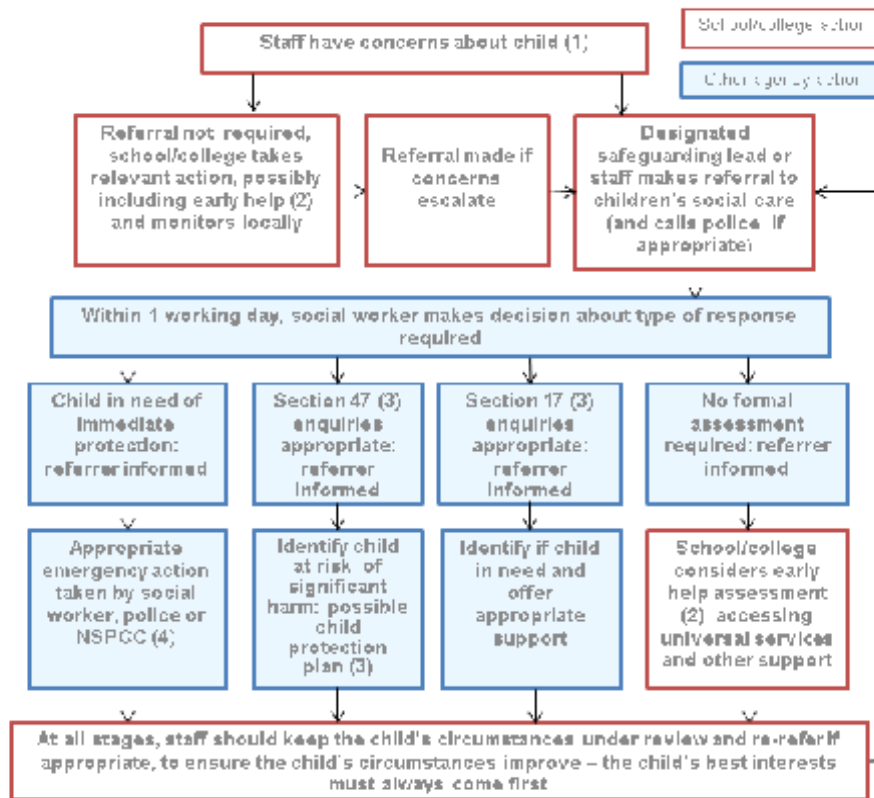 Staff have concerns about child (1)
School/college action
Other agency action
Referral not required,
school/college takes
relevant action, possibly
including early help (2)
and monitors locally
Referral made if
concerns
escalate
Designated
safeguarding lead or
staff makes referral to
children's social care
(and calls police if
appropriate)
Within 1 working day, social worker makes decision about type of response
required
Child in need of
immediate
protection:
referrer informed
Section 47 (3)
enquiries
appropriate:
referrer
informed
Section 17 (3)
enquiries
appropriate:
referrer
informed
No formal
assessment
required: referrer
informed
Appropriate
emergency action
taken by social
worker, police or
NSPCC (4)
Identify child
at risk of
significant
harm: possible
child
protection
plan (3)
Identify if child
in need and
offer
appropriate
support
School/college
considers early
help assessment
(2) accessing
universal services
and other support
At all stages, staff should keep the child's circumstances under review and re-refer if
appropriate, to ensure the child's circumstances improve – the child's best interests
must always come first